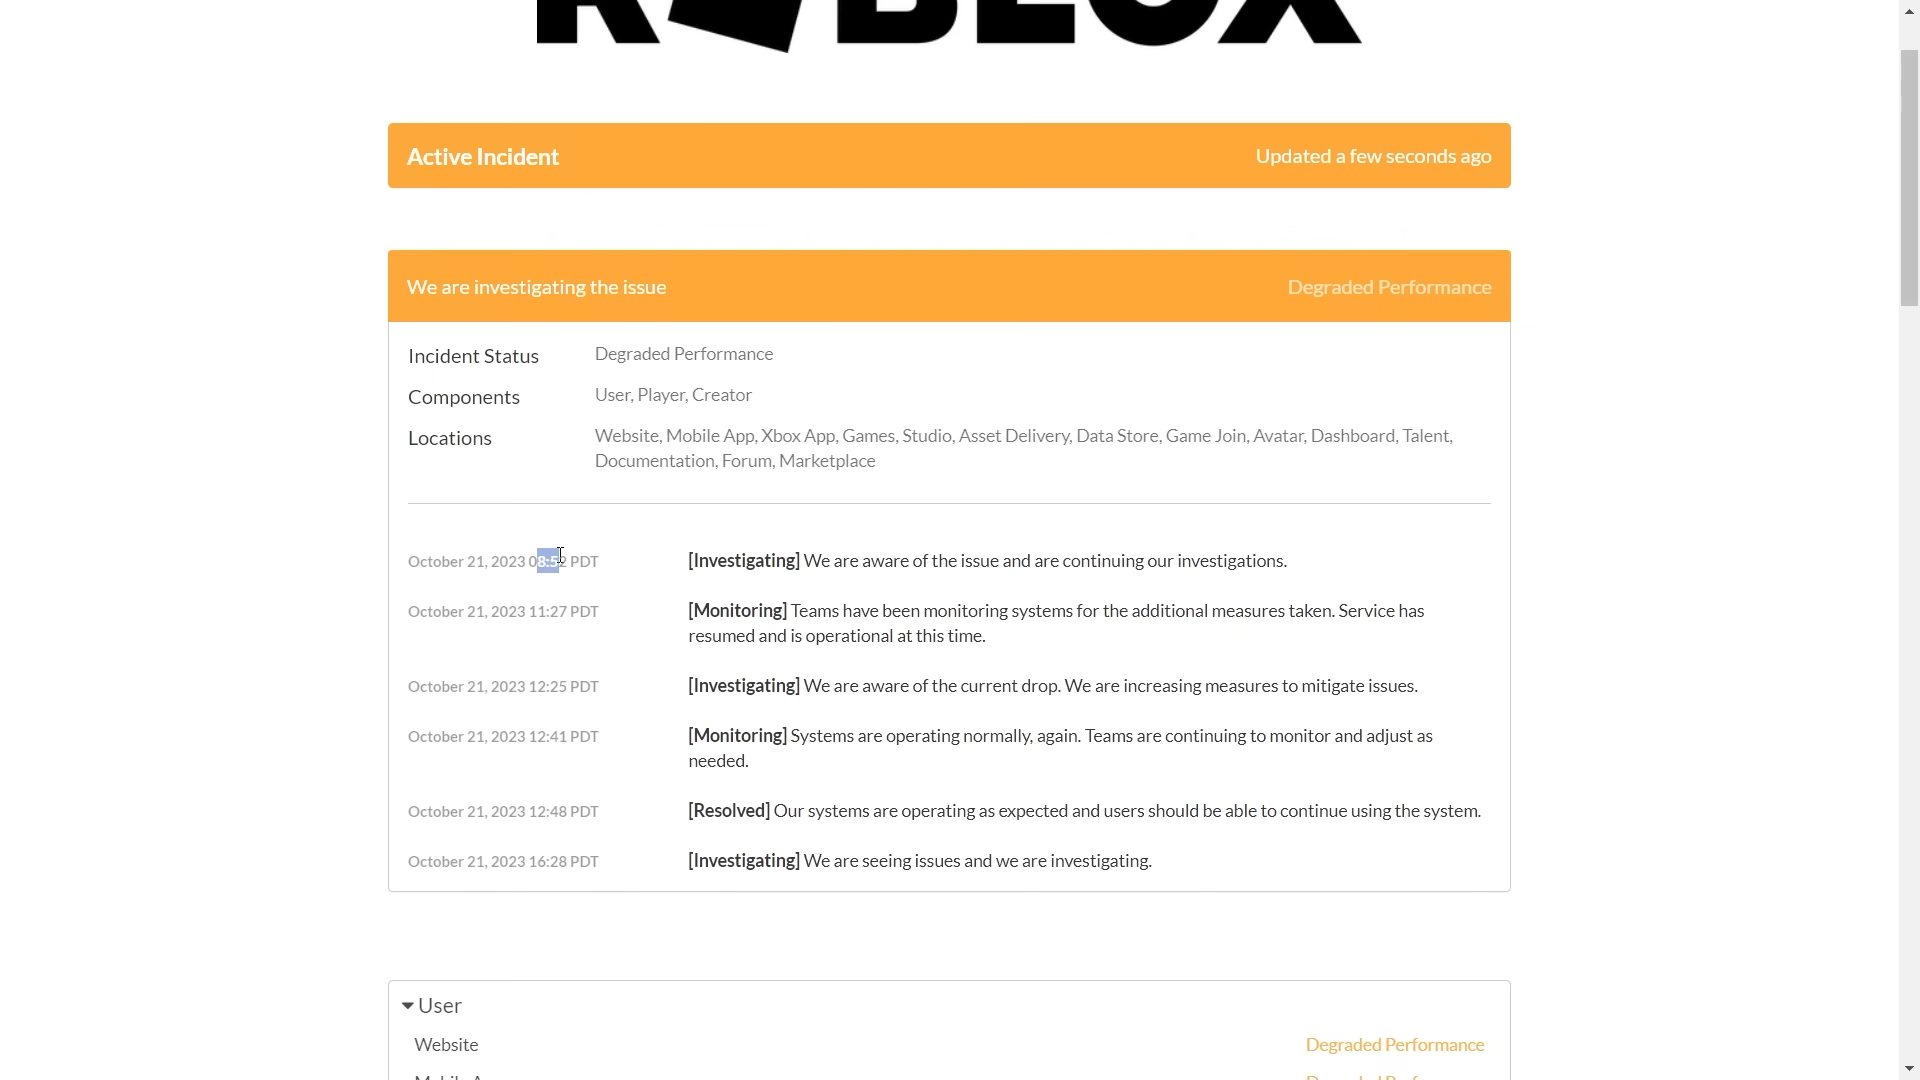 ROBLOX
Active Incident
Updated a few seconds ago
We are investigating the issue
Degraded Performance
Incident Status
Degraded Performance
Components
User, Player, Creator
Locations
Website, Mobile App, Xbox App, Games, Studio, Asset Delivery, Data Store, Game Join, Avatar, Dashboard, Talent,
Documentation, Forum, Marketplace
October 21, 2023 08:52 PDT
[Investigating] We are aware of the issue and are continuing our investigations.
October 21, 2023 11:27 PDT
[Monitoring] Teams have been monitoring systems for the additional measures taken. Service has
resumed and is operational at this time.
October 21, 2023 12:25 PDT
[Investigating] We are aware of the current drop. We are increasing measures to mitigate issues.
October 21, 2023 12:41 PDT
[Monitoring] Systems are operating normally, again. Teams are continuing to monitor and adjust as
needed.
October 21, 2023 12:48 PDT
[Resolved] Our systems are operating as expected and users should be able to continue using the system.
October 21, 2023 16:28 PDT
[Investigating] We are seeing issues and we are investigating.
User
Website
Degraded Performance